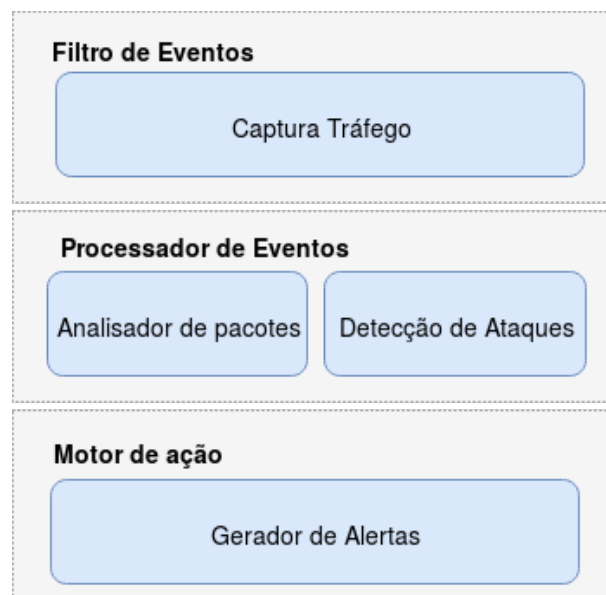 Filtro de Eventos
Captura Tráfego
Processador de Eventos
Analisador de pacotes
Detecção de Ataques
Motor de ação
Gerador de Alertas